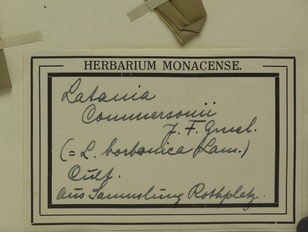 HERBARIUM MONACENSE.
Latania
Commersonii
J. F. Gmel.
(= L. borbonica Lam.)
Cult.
Aus Sammlung Rothpletz.